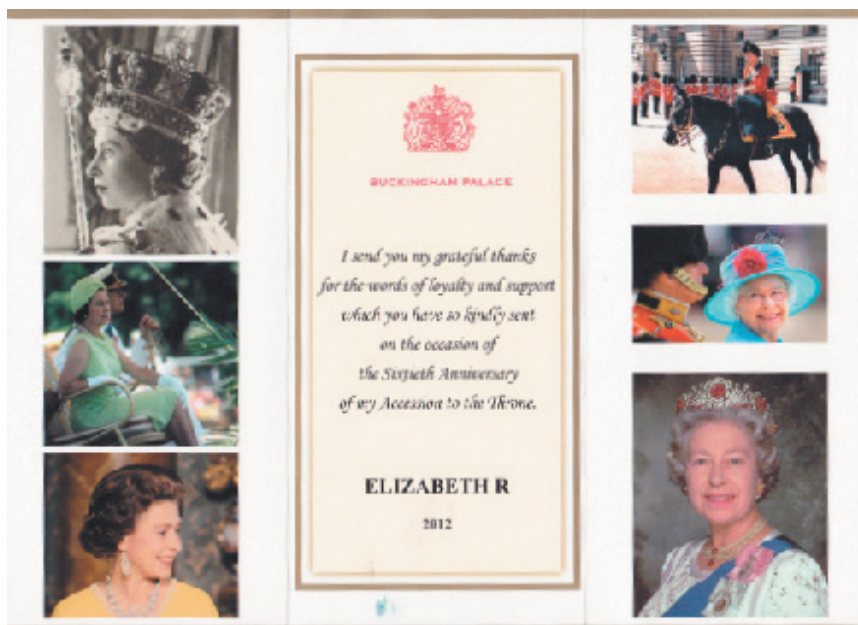 BUCKINGHAM PALACE
I send you my grateful thanks
for the words of loyalty and support
which you have so kindly sent
on the occasion of
the Sixtieth Anniversary
of my Accession to the Throne.
ELIZABETH R
2012